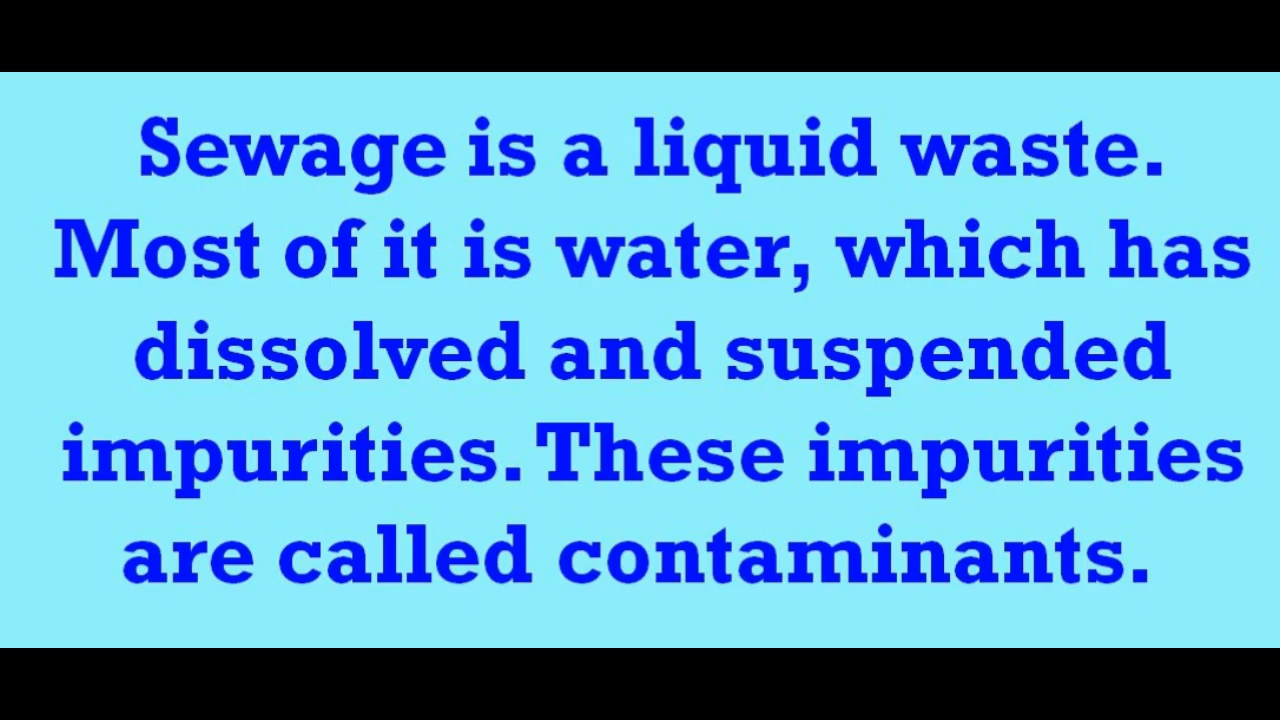 Sewage is a liquid waste.
Most of it is water, which has
dissolved and suspended
impurities. These impurities
are called contaminants.